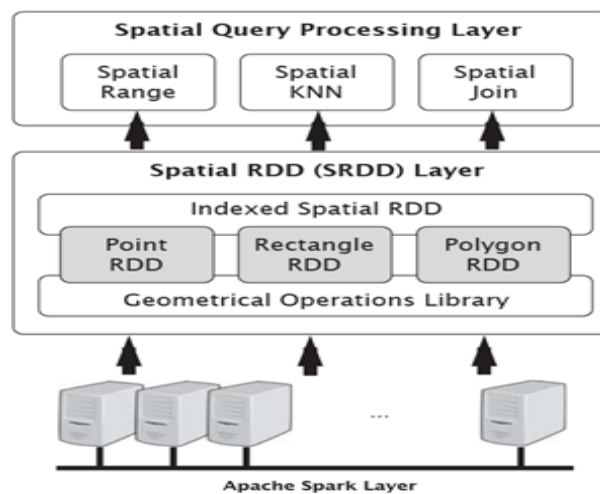 Spatial Query Processing Layer
Spatial
Range
Spatial
KNN
Spatial
Join
Spatial RDD (SRDD) Layer
Indexed Spatial RDD
Point
RDD
Rectangle
RDD
Polygon
RDD
Geometrical Operations Library
...
Apache Spark Layer